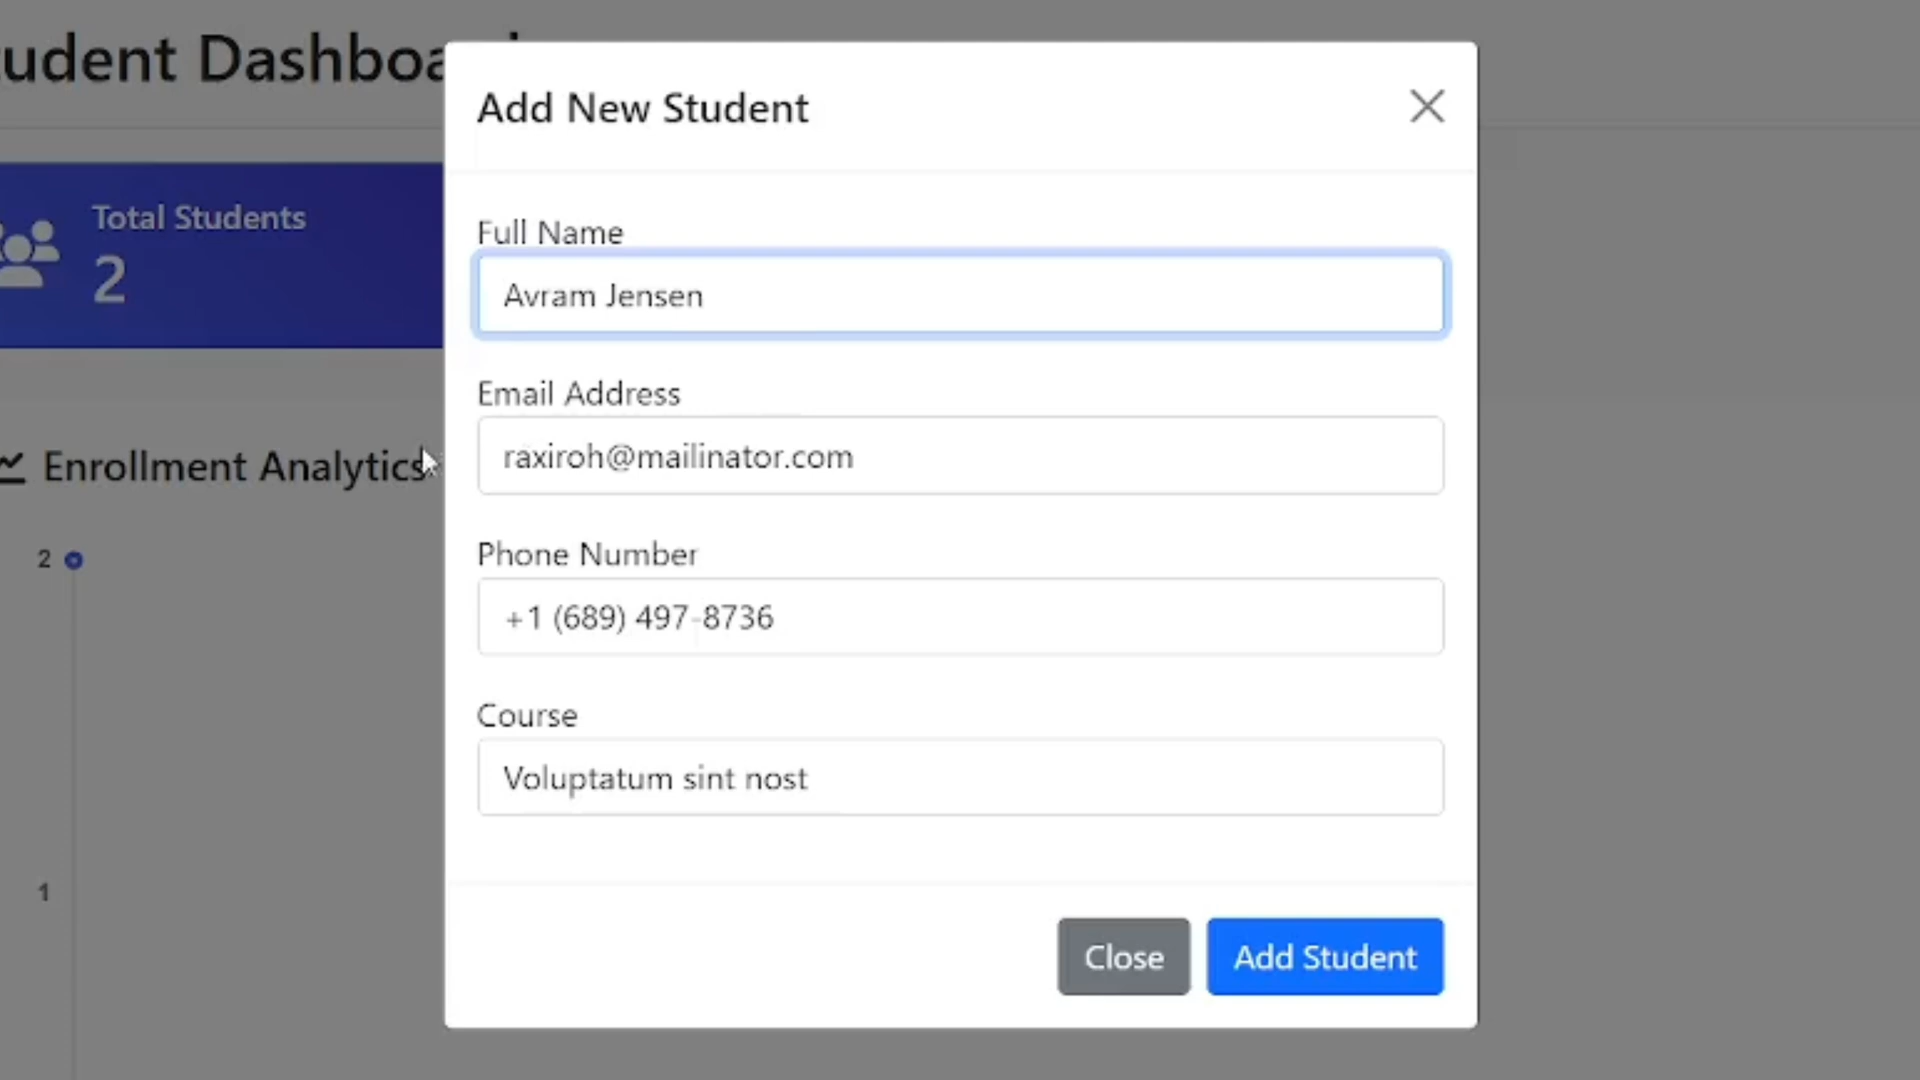 tudent Dashboa
Add New Student
Total Students
2
Full Name
Avram Jensen
Email Address
raxiroh@mailinator.com
Enrollment Analytics
Phone Number
2
+1 (689) 497-8736
Course
Voluptatum sint nost
1
Close
Add Student